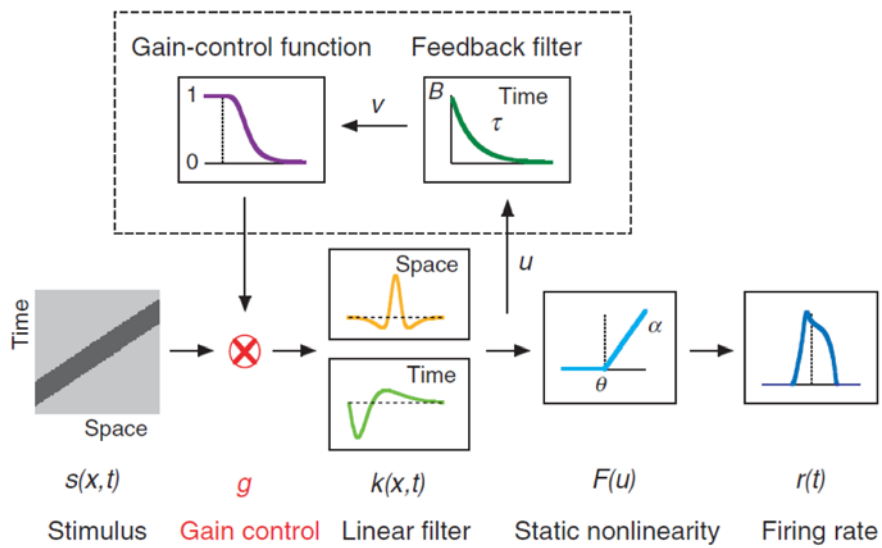 Gain-control function
Feedback filter
1
0
v
B
Time
τ
u
Time
Space
Space
Time
θ
α
s(x,t)
g
k(x,t)
F(u)
r(t)
Stimulus
Gain control
Linear filter
Static nonlinearity
Firing rate